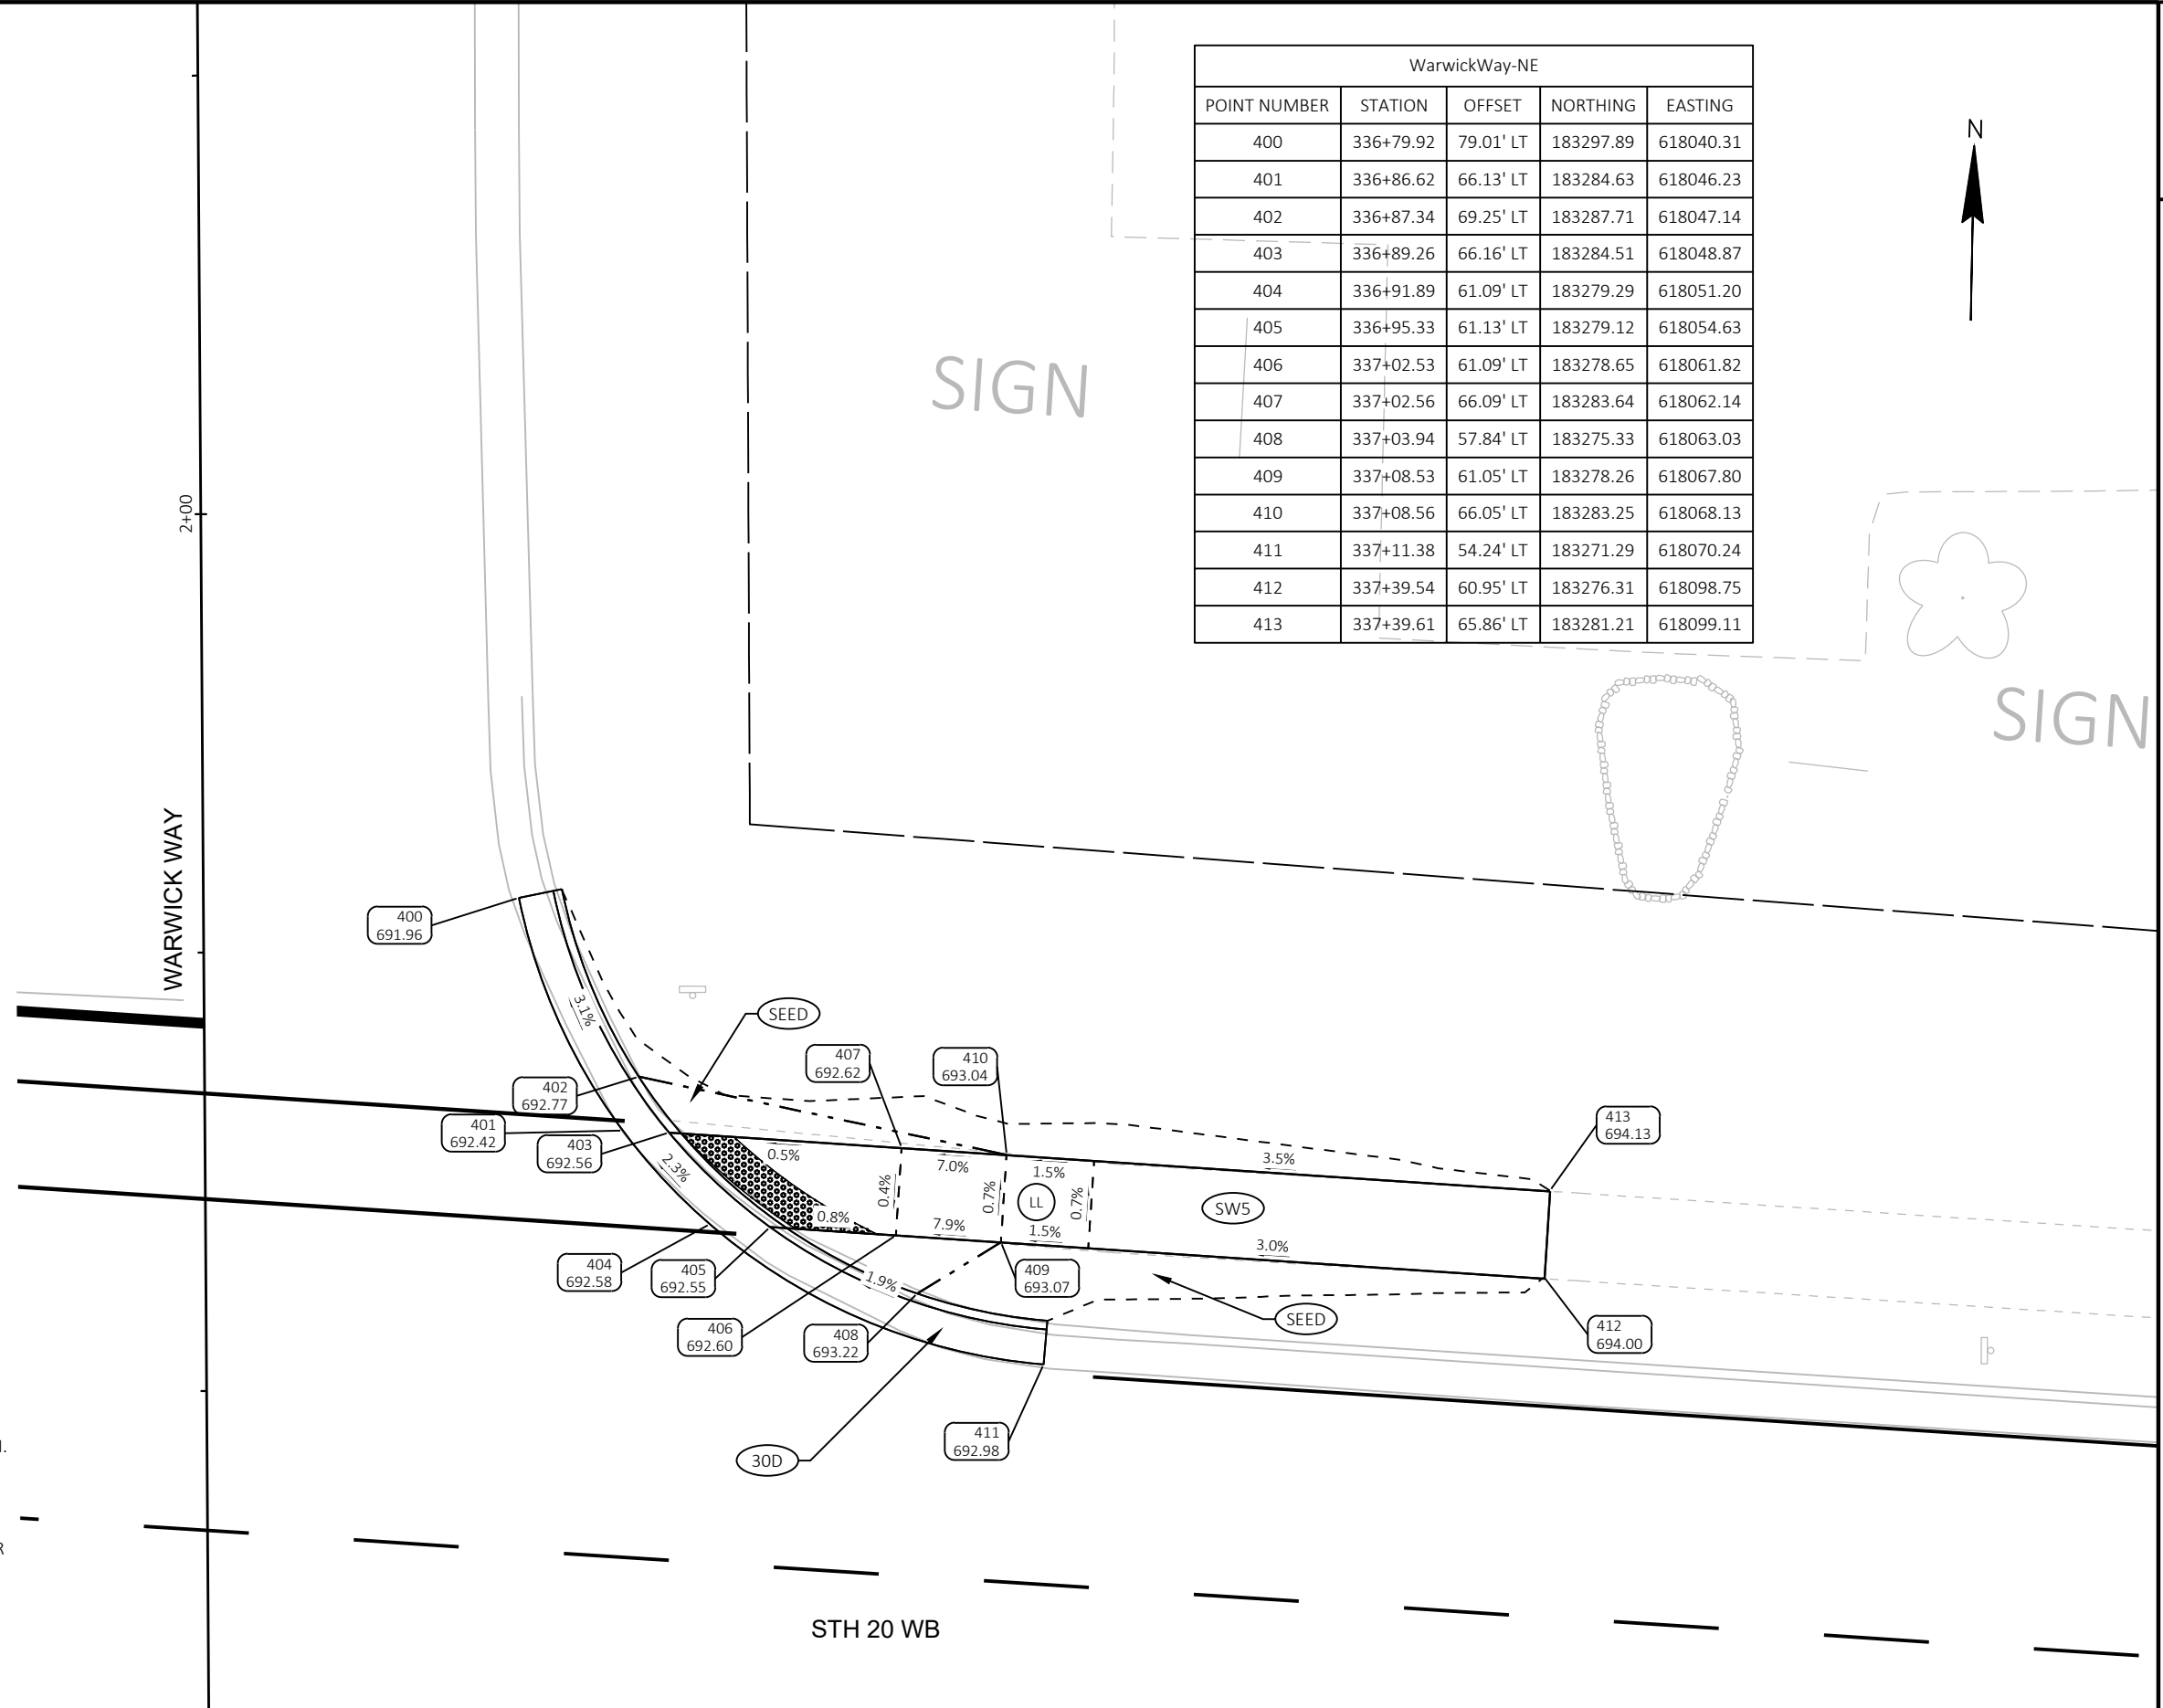 WarwickWay-NE
POINT NUMBER STATION OFFSET NORTHING EASTING
400 336+79.92 79.01' LT 183297.89 618040.31
401 336+86.62 66.13' LT 183284.63 618046.23
402 336+87.34 69.25' LT 183287.71 618047.14
403 336+89.26 66.16' LT 183284.51 618048.87
404 336+91.89 61.09' LT 183279.29 618051.20
405 336+95.33 61.13' LT 183279.12 618054.63
406 337+02.53 61.09' LT 183278.65 618061.82
407 337+02.56 66.09' LT 183283.64 618062.14
408 337+03.94 57.84' LT 183275.33 618063.03
409 337+08.53 61.05' LT 183278.26 618067.80
410 337+08.56 66.05' LT 183283.25 618068.13
411 337+11.38 54.24' LT 183271.29 618070.24
412 337+39.54 60.95' LT 183276.31 618098.75
413 337+39.61 65.86' LT 183281.21 618099.11
N
SIGN
2+00
SIGN
WARWICK WAY
400
691.96
3.1%
SEED
407
692.62
410
693.04
402
692.77
401
692.42
403
692.56
413
694.13
2.3%
0.5%
7.0%
1.5%
3.5%
0.4%
0.7%
LL
0.7%
SW5
0.8%
7.9%
1.5%
3.0%
404
692.58
405
692.55
1.9%
409
693.07
SEED
406
692.60
408
693.22
412
694.00
411
692.98
30D
R
STH 20 WB